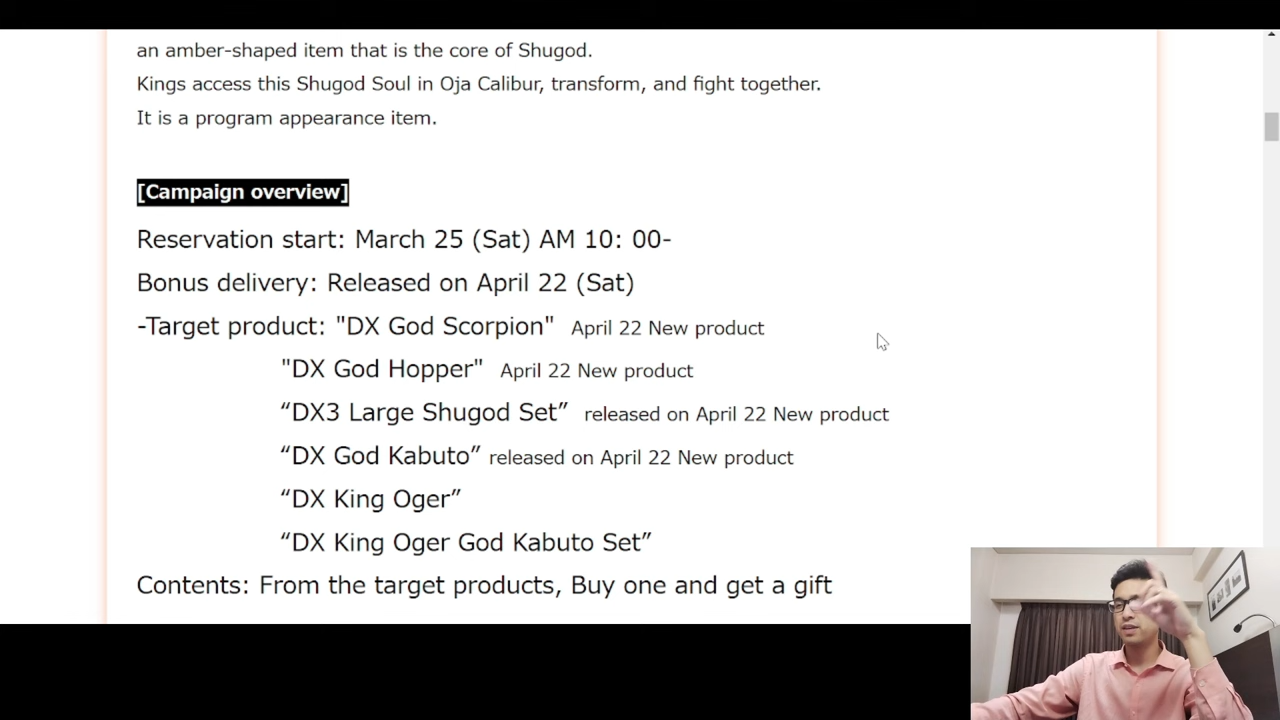 an amber-shaped item that is the core of Shugod.
Kings access this Shugod Soul in Oja Calibur, transform, and fight together.
It is a program appearance item.
[Campaign overview]
Reservation start: March 25 (Sat) AM 10: 00-
Bonus delivery: Released on April 22 (Sat)
-Target product: "DX God Scorpion" April 22 New product
"DX God Hopper" April 22 New product
“DX3 Large Shugod Set” released on April 22 New product
“DX God Kabuto” released on April 22 New product
“DX King Oger”
“DX King Oger God Kabuto Set”
Contents: From the target products, Buy one and get a gift